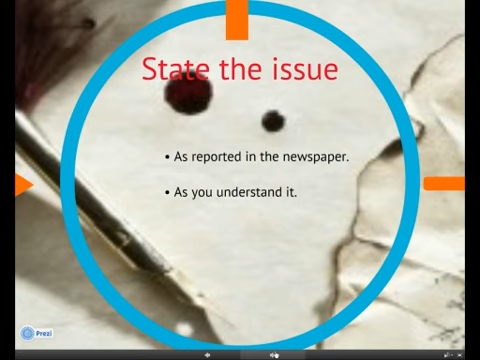 State the issue
• As reported in the newspaper.
• As you understand it.
Prezi